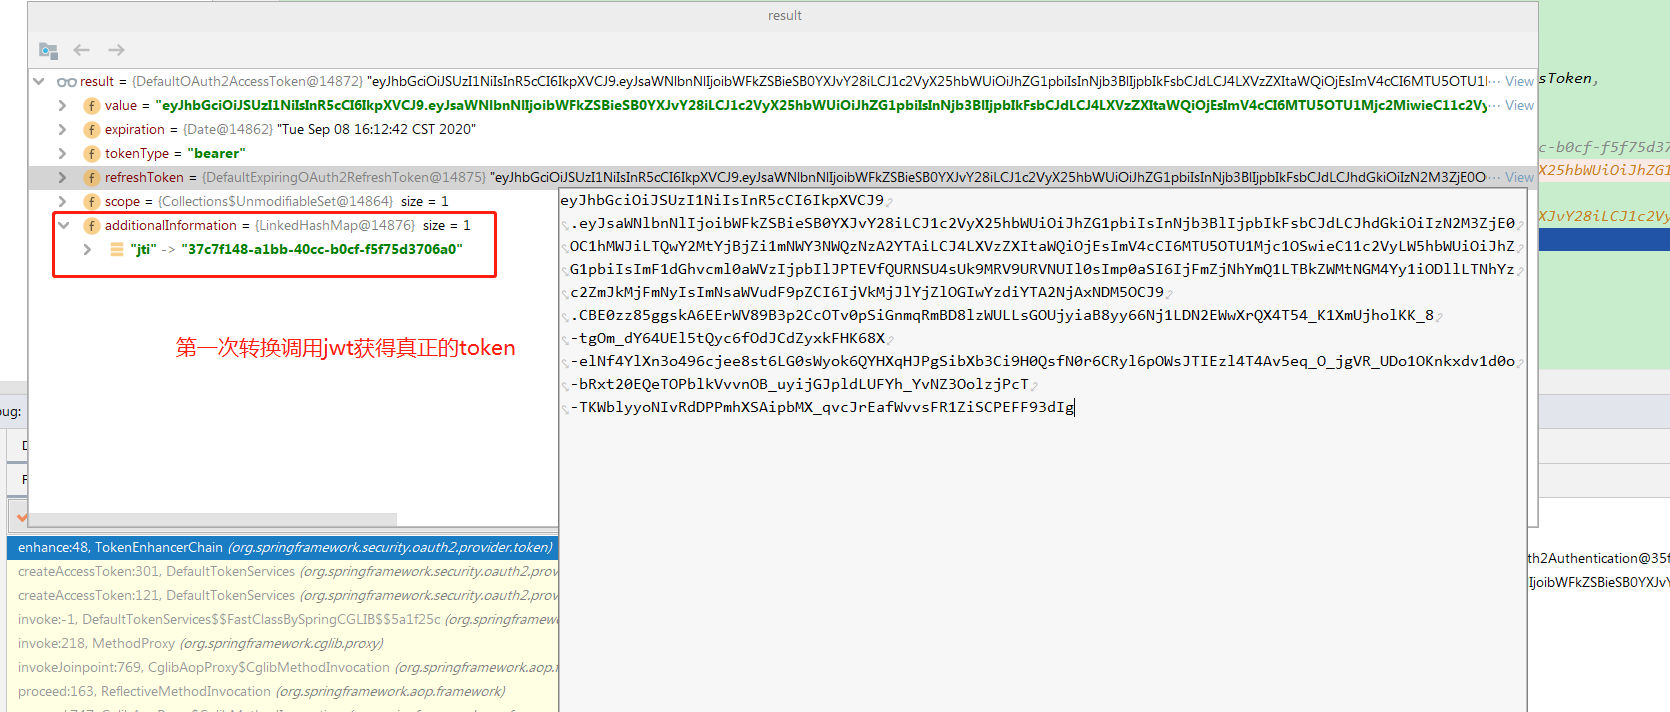 result
result = {DefaultOAuth2AccessToken@14872} "eyJhbGciOiJSUzI1NiIsInR5cCI6IkpXVCJ9.eyJsaWNlbnNlIjoibWFkZSBieSB0YXJvY28iLCJ1c2VyX25hbWUiOiJhZG1pbiIsInNjb3BlIjpbIkFsbCJdLCJ4LXVzZXItaWQiOjEsImV4cCI6MTU5OTU1 ... View
sToken,
value = "eyJhbGciOiJSUzI1NiIsInR5cCI6IkpXVCJ9.eyJsaWNlbnNlIjoibWFkZSBieSB0YXJvY28iLCJ1c2VyX25hbWUiOiJhZG1pbiIsInNjb3BlIjpbIkFsbCJdLCJ4LXVzZXItaWQiOjEsImV4cCI6MTU5OTU1Mjc2MiwieC11c2Vy ... View
expiration = {Date@14862} "Tue Sep 08 16:12:42 CST 2020"
tokenType = "bearer"
c-b0cf-f5f75d37
refreshToken = {DefaultExpiringOAuth2RefreshToken@14875} "eyJhbGciOiJSUzI1NiIsInR5cCI6IkpXVCJ9.eyJsaWNlbnNlIjoibWFkZSBieSB0YXJvY28iLCJ1c2VyX25hbWUiOiJhZG1pbiIsInNjb3BlIjpbIkFsbCJdLCJhdGkiOiIzN2M3ZjE0O ... View
X25hbWUiOiJhZG1
scope = {Collections$UnmodifiableSet@14864} size = 1
XJvY28iLCJ1c2Vy
additionalInformation = {LinkedHashMap@14876} size = 1
"jti" -> "37c7f148-a1bb-40cc-b0cf-f5f75d3706a0"
第一次转换调用jwt获得真正的token
eyJhbGciOiJSUzI1NiIsInR5cCI6IkpXVCJ9
.eyJsaWNlbnNlIjoibWFkZSBieSB0YXJvY28iLCJ1c2VyX25hbWUiOiJhZG1pbiIsInNjb3BlIjpbIkFsbCJdLCJhdGkiOiIzN2M3ZjE0
OC1hMWJiLTQwY2MtYjBjZi1mNWY3NWQzNzA2YTAiLCJ4LXVzZXItaWQiOjEsImV4cCI6MTU5OTU1Mjc1OSwieC11c2VyLW5hbWUiOiJhZ
G1pbiIsImF1dGhvcml0aWVzIjpbIlJPTEVfQURNSU4sUk9MRV9URVNUIl0sImp0aSI6IjFmZjNhYmQ1LTBkZWMtNGM4Yy1iODllLTNhYz
c2ZmJkMjFmNyIsImNsaWVudF9pZCI6IjVkMjJlYjZlOGIwYzdiYTA2NjAxNDM5OCJ9
.CBE0zz85ggskA6EErWV89B3p2CcOTv0pSiGnmqRmBD8lzWULLsGOUjyiaB8yy66Nj1LDN2EWwXrQX4T54_K1XmUjholKK_8
-tgOm_dY64UEl5tQyc6fOdJCdZyxkFHK68X
-elNf4YlXn3o496cjee8st6LG0sWyok6QYHXqHJPgSibXb3Ci9H0QsfN0r6CRyl6pOWsJTIEzl4T4Av5eq_O_jgVR_UDo1OKnkxdv1d0o
-bRxt20EQeTOPblkVvvnOB_uyijGJpldLUFYh_YvNZ3OolzjPcT
-TKWblyyoNIvRdDPPmhXSAipbMX_qvcJrEafWvvsFR1ZiSCPEFF93dIg
oug:
enhance:48, TokenEnhancerChain (org.springframework.security.oauth2.provider.token)
th2Authentication@35f
createAccessToken:301, DefaultTokenServices (org.springframework.security.oauth2.prov
IjoibWFkZSBieSB0YXJvY
createAccessToken:121, DefaultTokenServices (org.springframework.security.oauth2.prov
invoke:-1, DefaultTokenServices$$FastClassBySpringCGLIB$$5a1f25c (org.springframew
invoke:218, MethodProxy (org.springframework.cglib.proxy)
invokeJoinpoint:769, CglibAopProxy$CglibMethodInvocation (org.springframework.aop.f
proceed:163, ReflectiveMethodInvocation (org.springframework.aop.framework)